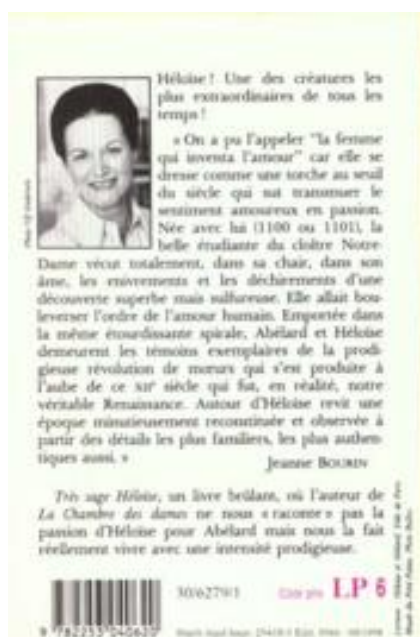 Héloïse ! Une des créatures les
plus extraordinaires de tous les
temps !
« On a pu l'appeler "la femme
qui inventa l'amour" car elle se
dresse comme une torche au seuil
du siècle qui sut transmuer le
sentiment amoureux en passion.
Née avec lui (1100 ou 1101), la
belle étudiante du cloître Notre-
Dame vécut totalement, dans sa chair, dans son
âme, les enivrements et les déchirements d'une
découverte superbe mais sulfureuse. Elle allait bou-
leverser l'ordre de l'amour humain. Emportée dans
la même étourdissante spirale, Abélard et Héloïse
demeurent les témoins exemplaires de la prodi-
gieuse révolution de mœurs qui s'est produite à
l'aube de ce XIIe siècle qui fut, en réalité, notre
véritable Renaissance. Autour d'Héloïse revit une
époque minutieusement reconstituée et observée à
partir des détails les plus familiers, les plus authen-
tiques aussi. »
Jeanne BOURIN
Très sage Héloïse, un livre brûlant, où l'auteur de
La Chambre des dames ne nous « raconte » pas la
passion d'Héloïse pour Abélard mais nous la fait
réellement vivre avec une intensité prodigieuse.
30/6279/1
Code prix LP 6
9 782253 040620